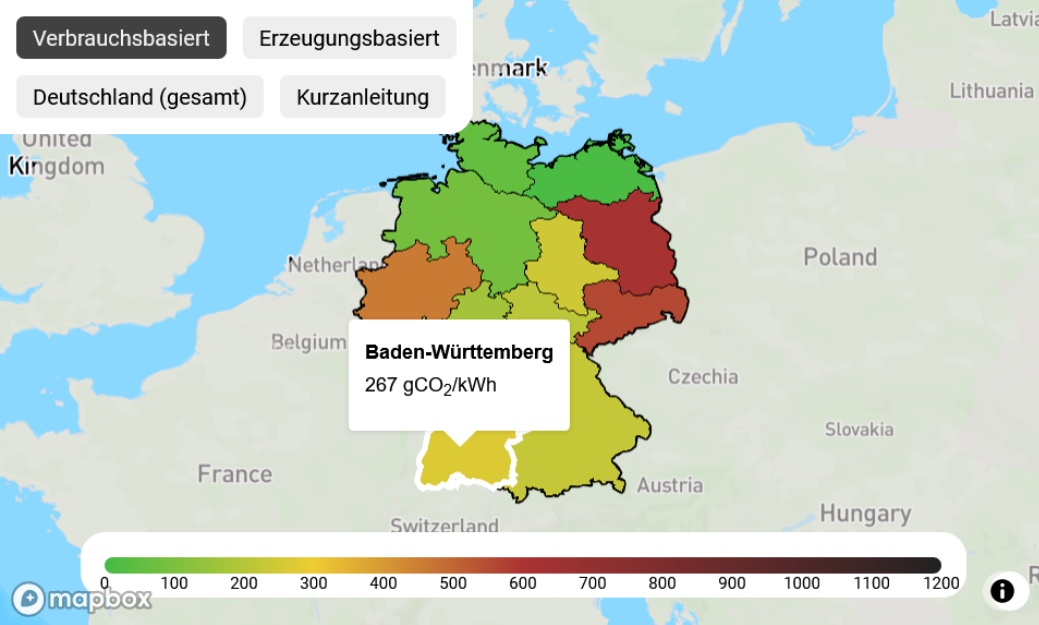 Verbrauchsbasiert
Erzeugungsbasiert
Deutschland (gesamt)
Kurzanleitung
enmark
Latvia
Lithuania
United
Kingdom
Netherlan
Poland
Belgium
Baden-Württemberg
267 gCO₂/kWh
Czechia
Slovakia
France
Austria
Hungary
Switzerland
0 100 200 300 400 500 600 700 800 900 1000 1100 1200
mapbox
R